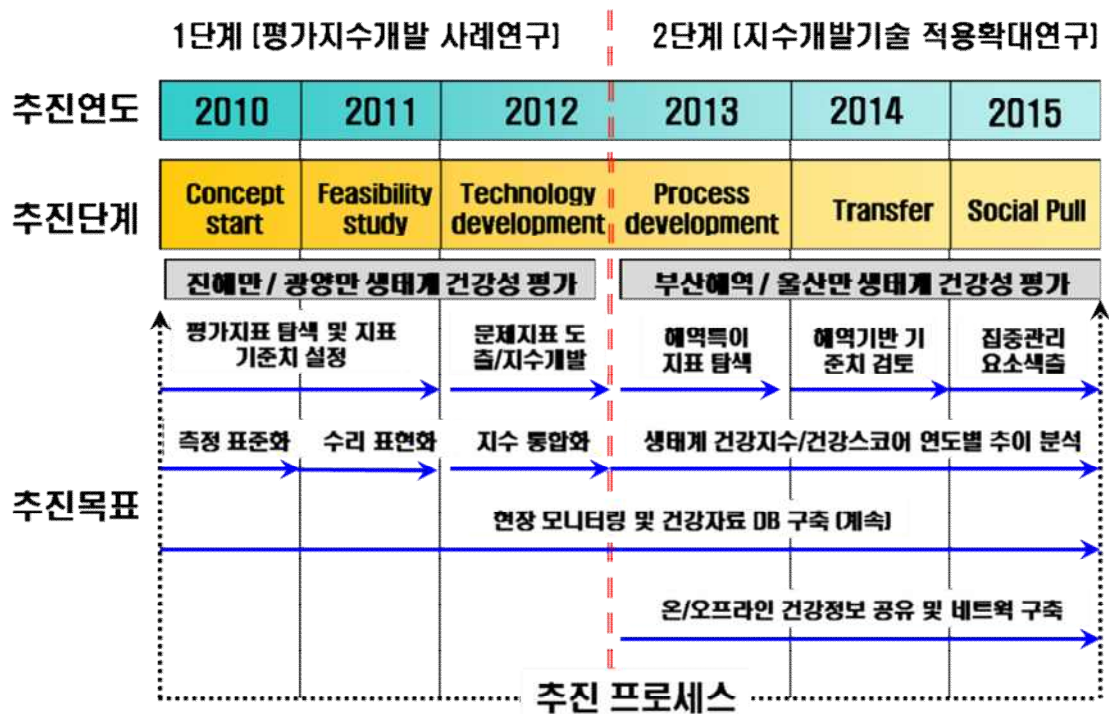 1단계 [평가지수개발 사례연구]
2단계 [지수개발기술 적용확대연구]
추진연도
2010
2011
2012
2013
2014
2015
추진단계
Concept
start
Feasibility
study
Technology
development
Process
development
Transfer
Social Pull
진해만 / 광양만 생태계 건강성 평가
부산해역 / 울산만 생태계 건강성 평가
추진목표
평가지표 탐색 및 지표
기준치 설정
문제지표 도
출/지수개발
해역특이
지표 탐색
해역기반 기
준치 검토
집중관리
요소색출
측정 표준화
수리 표현화
지수 통합화
생태계 건강지수/건강스코어 연도별 추이 분석
현장 모니터링 및 건강자료 DB 구축 (계속)
온/오프라인 건강정보 공유 및 네트웍 구축
추진 프로세스